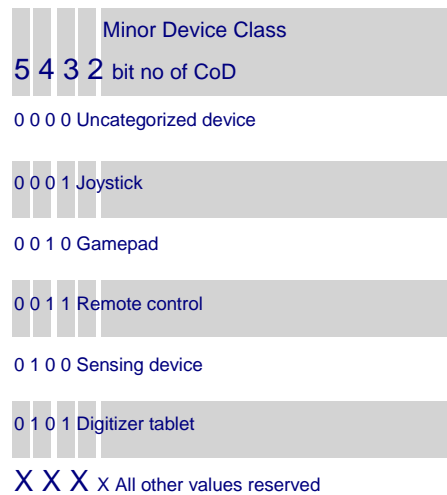 Minor Device Class
5 4 3 2 bit no of CoD
0 0 0 0 Uncategorized device
0 0 0 1 Joystick
0 0 1 0 Gamepad
0 0 1 1 Remote control
0 1 0 0 Sensing device
0 1 0 1 Digitizer tablet
X X X X All other values reserved